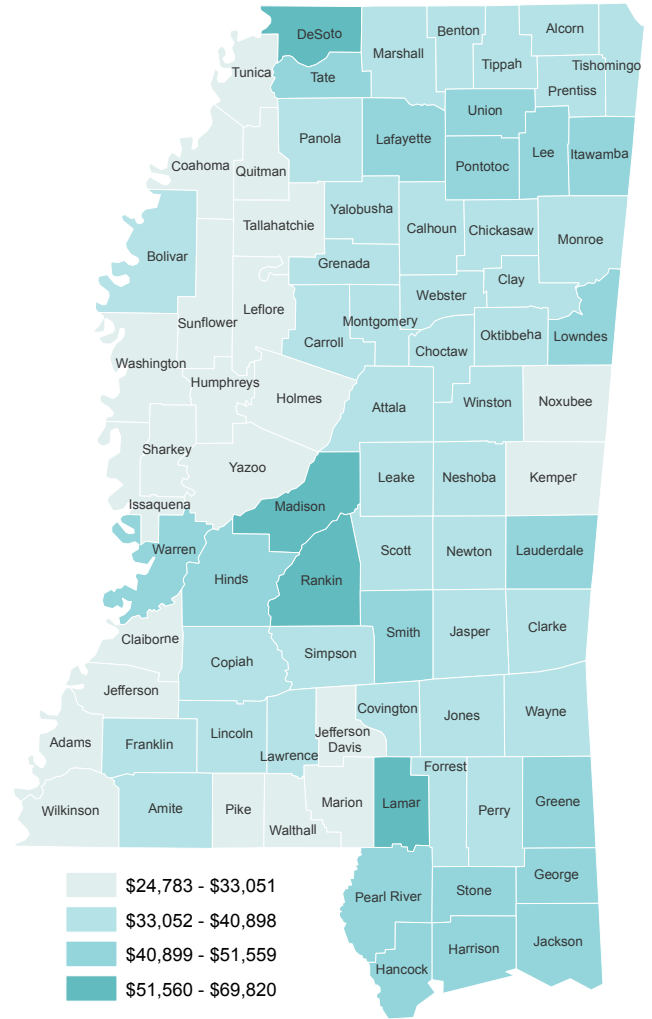 DeSoto
Benton
Alcorn
Marshall
Tippah
Tishomingo
Tunica
Tate
Prentiss
Union
Panola
Lafayette
Lee
Itawamba
Coahoma
Quitman
Pontotoc
Yalobusha
Tallahatchie
Calhoun
Chickasaw
Monroe
Bolivar
Grenada
Clay
Webster
Leflore
Sunflower
Montgomery
Oktibbeha
Lowndes
Carroll
Choctaw
Washington
Humphreys
Holmes
Attala
Winston
Noxubee
Sharkey
Yazoo
Leake
Neshoba
Kemper
Issaquena
Madison
Warren
Scott
Newton
Lauderdale
Hinds
Rankin
Claiborne
Smith
Jasper
Clarke
Copiah
Simpson
Jefferson
Covington
Jones
Wayne
Adams
Franklin
Lincoln
Lawrence
Jefferson
Davis
Forrest
Wilkinson
Amite
Pike
Walthall
Marion
Lamar
Perry
Greene
Pearl River
Stone
George
Hancock
Harrison
Jackson
$24,783 - $33,051
$33,052 - $40,898
$40,899 - $51,559
$51,560 - $69,820